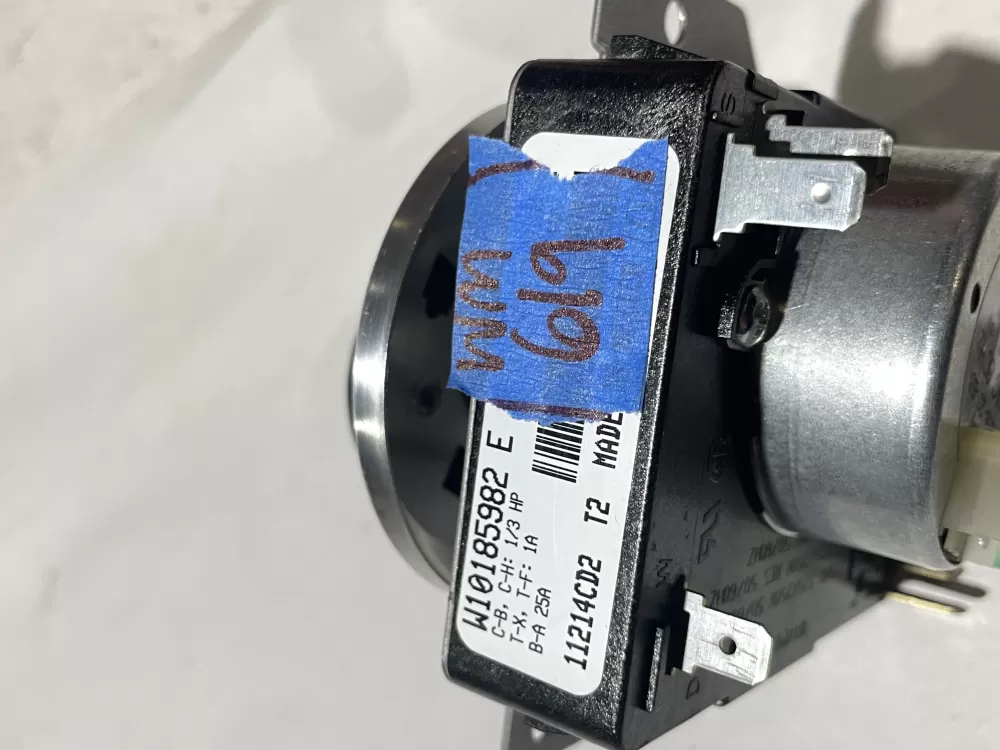 WM
619
W10185982 E
C-B, C-H: 1/3 HP
T-X, T-F: 1A
B-A 25A
11214CD2 T2 MADE
S
M
D